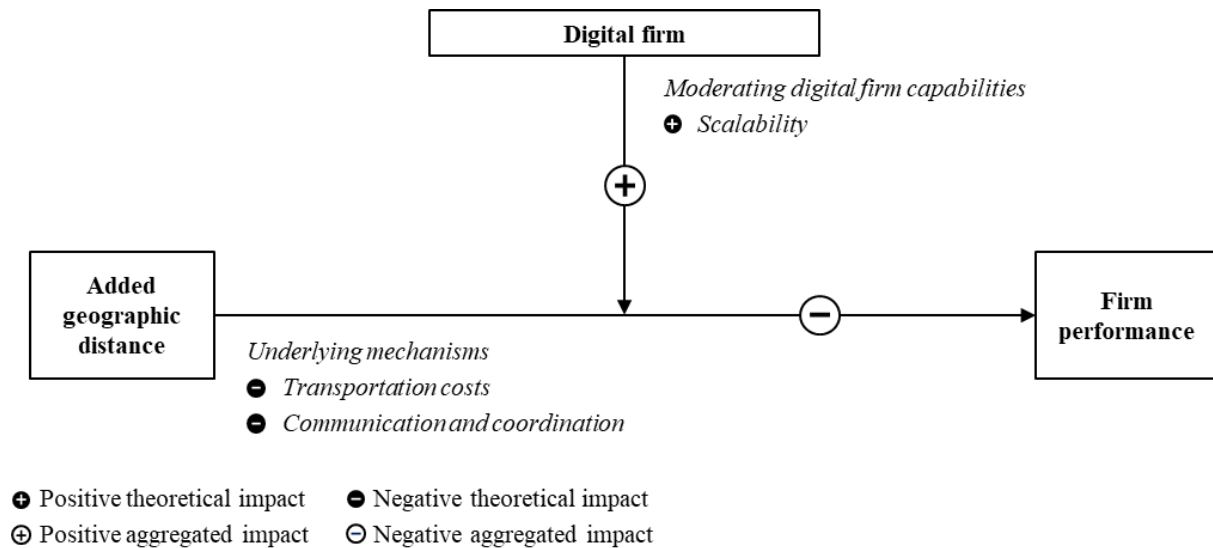 Digital firm
Moderating digital firm capabilities
+ Scalability
+
Added
geographic
distance
−
Firm
performance
Underlying mechanisms
− Transportation costs
− Communication and coordination
+ Positive theoretical impact − Negative theoretical impact
+ Positive aggregated impact − Negative aggregated impact